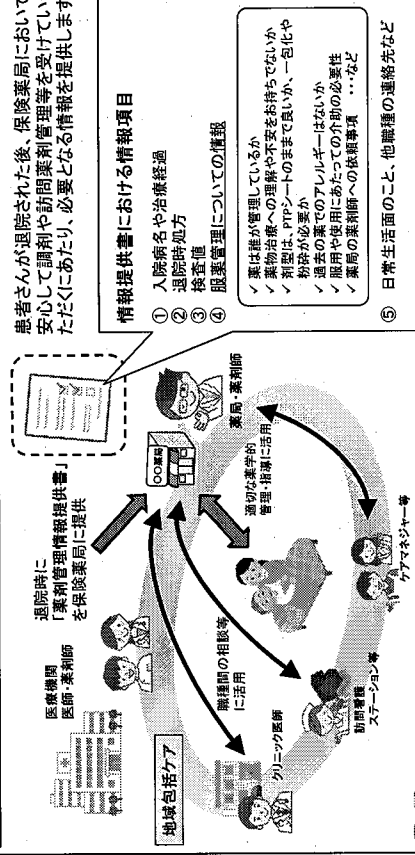 患者さんが退院された後、保険薬局において
安心して調剤や訪問薬剤管理等を受けてい
ただくにあたり、必要となる情報を提供します
情報提供書における情報項目
① 入院病名や治療経過
② 退院時処方
③ 検査値
④ 服薬管理についての情報
✓ 薬は誰が管理しているか
✓ 薬物治療への理解や不安をお持ちでないか
✓ 剤型は、PTPシートのままで良いか、一包化や
粉砕が必要か
✓ 過去の薬でのアレルギーはないか
✓ 服用や使用にあたっての介助の必要性
✓ 薬局の薬剤師への依頼事項 …など
⑤ 日常生活面のこと、他職種の連絡先など
退院時に
「薬剤管理情報提供書」
を保険薬局に提供
医療機関
医師・薬剤師
〇〇薬局
薬局・薬剤師
適切な薬学的
管理・指導に活用
職種間の相談等
に活用
地域包括ケア
クリニック医師
訪問看護
ステーション等
ケアマネジャー等